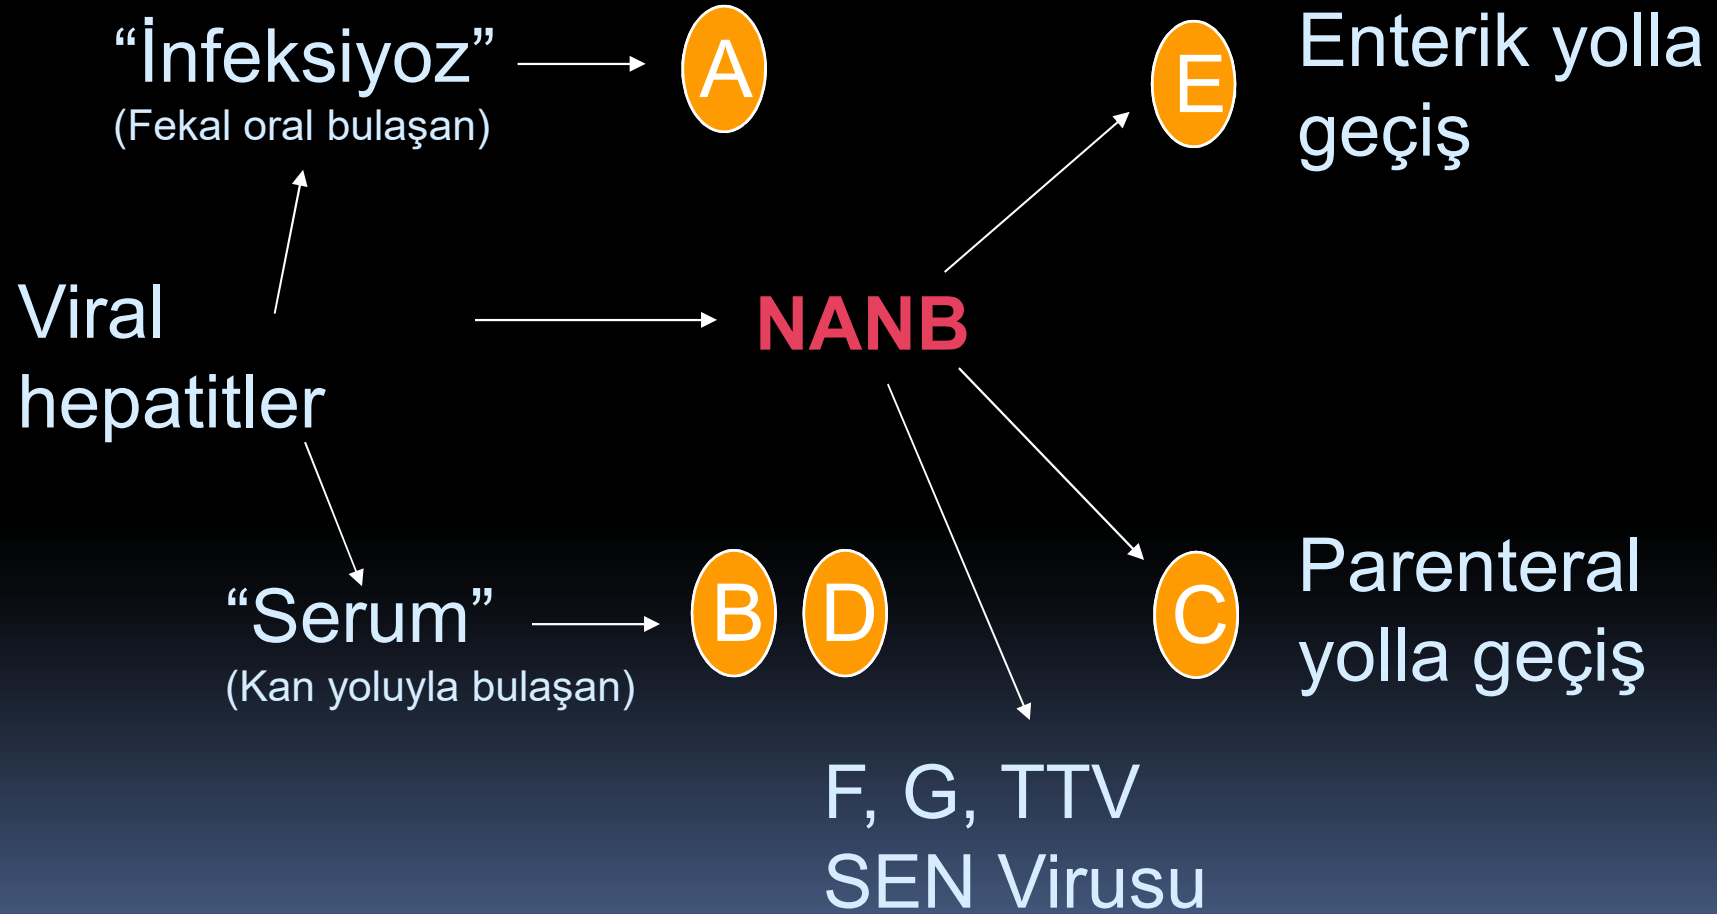 “İnfeksiyoz”
(Fekal oral bulaşan)
A
E
Enterik yolla
geçiş
Viral
hepatitler
NANB
“Serum”
(Kan yoluyla bulaşan)
B
D
C
Parenteral
yolla geçiş
F, G, TTV
SEN Virusu